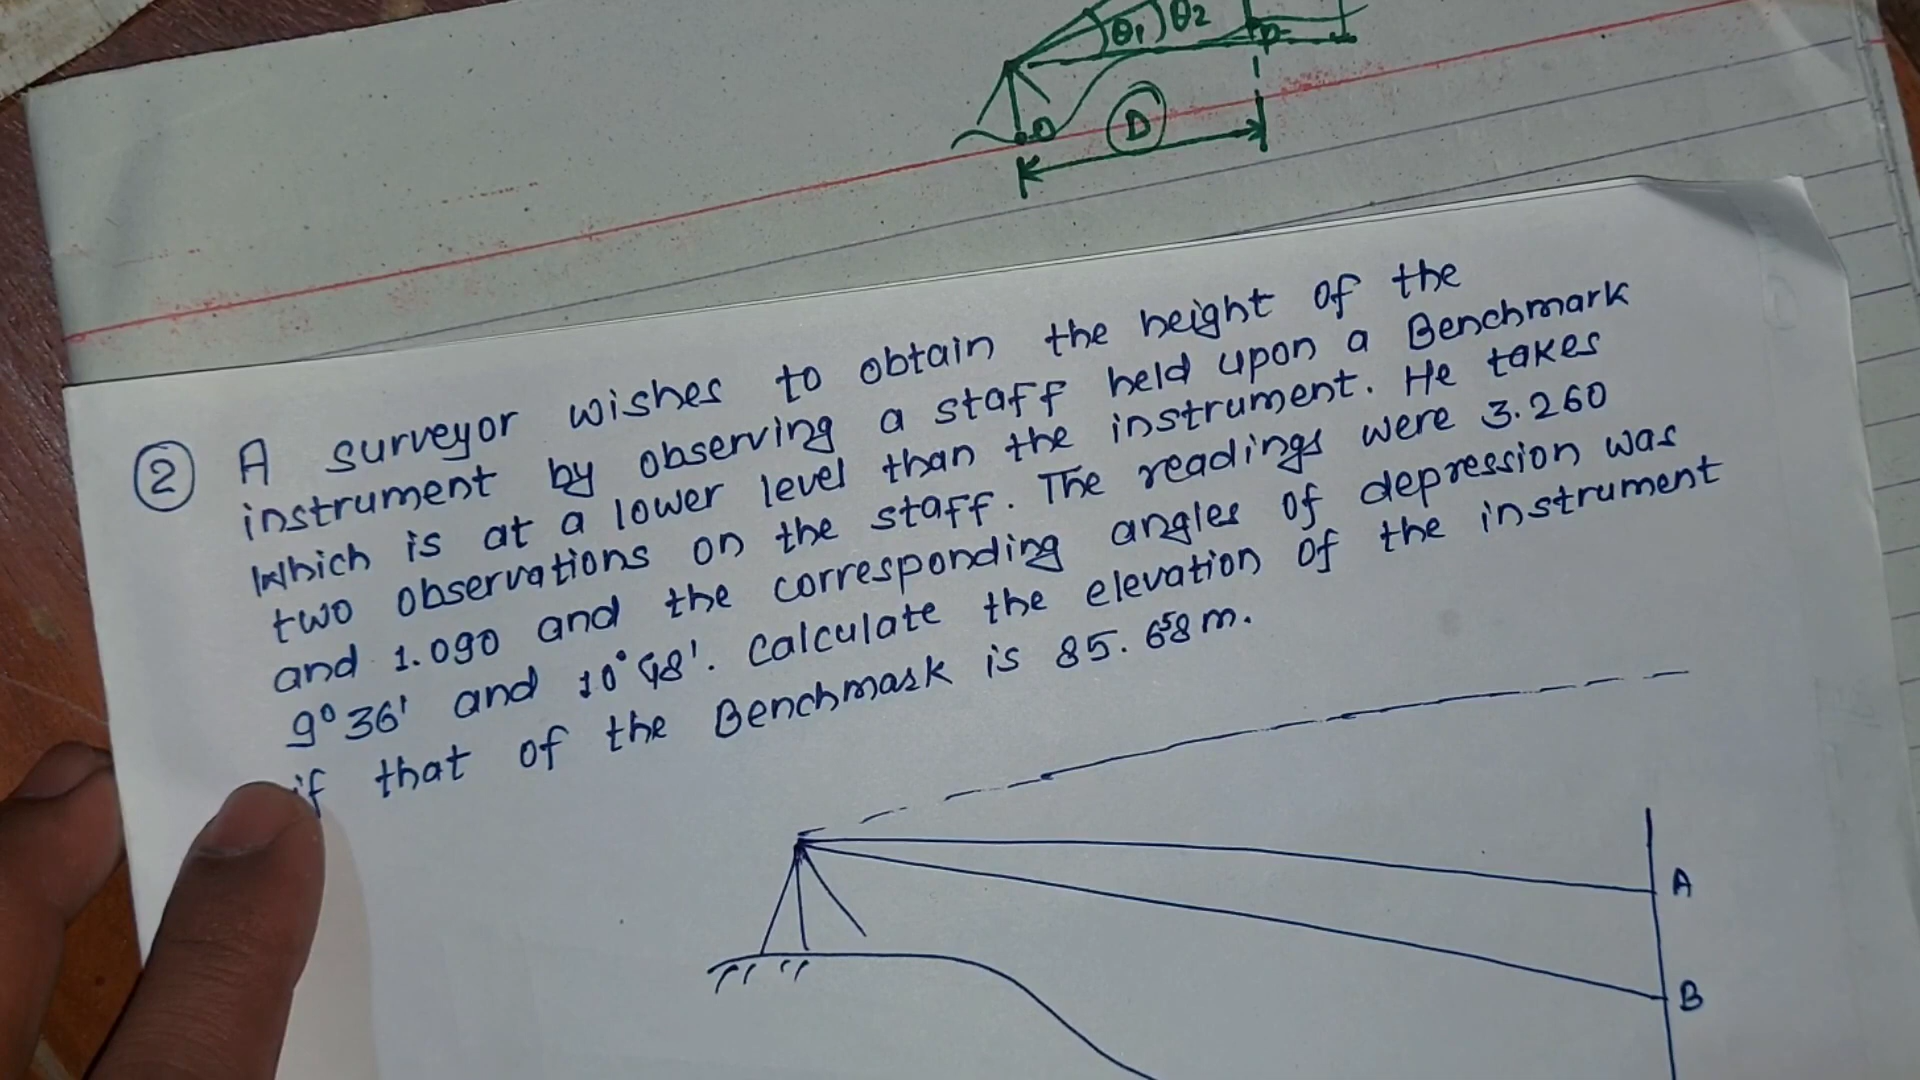 θ1 θ2
D
② A surveyor wishes to obtain the height of the
instrument by observing a staff held upon a Benchmark
which is at a lower level than the instrument. He takes
two observations on the staff. The readings were 3.260
and 1.090 and the corresponding angles of depression was
9°36' and 10°48'. calculate the elevation of the instrument
if that of the Benchmark is 85.658m.
A
B